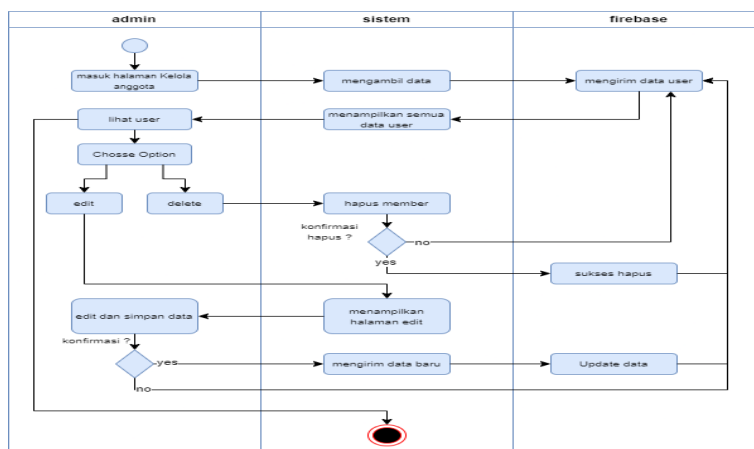 admin
sistem
firebase
masuk halaman Kelola
anggota
mengambil data
mengirim data user
lihat user
menampilkan semua
data user
Chosse Option
edit
delete
hapus member
konfirmasi
hapus ?
no
yes
sukses hapus
edit dan simpan data
menampilkan
halaman edit
konfirmasi ?
yes
mengirim data baru
Update data
no